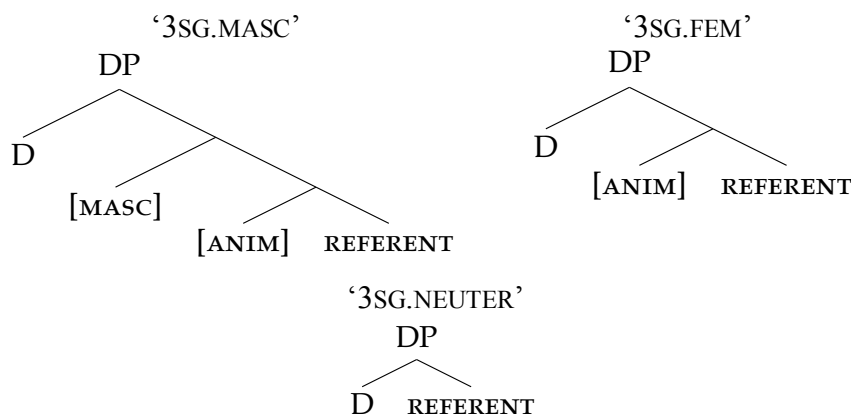 ‘3SG.MASC’
DP
D
[MASC]
[ANIM] REFERENT
‘3SG.FEM’
DP
D
[ANIM] REFERENT
‘3SG.NEUTER’
DP
D REFERENT